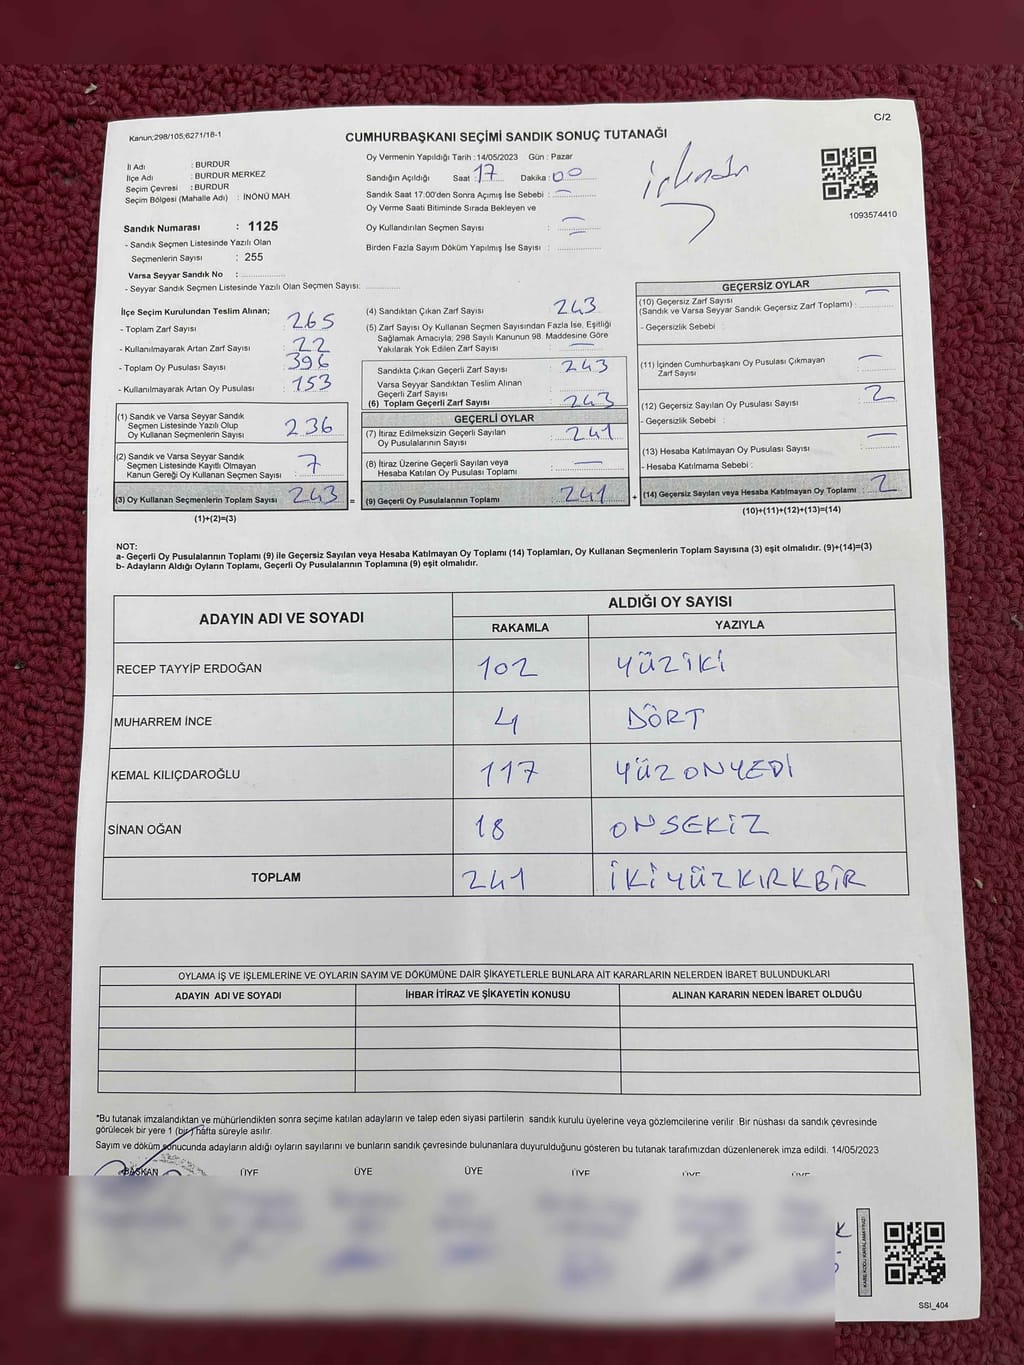 C/2
Kanun;298/105;6271/18-1
CUMHURBAŞKANI SEÇİMİ SANDIK SONUÇ TUTANAĞI
İl Adı : BURDUR
İlçe Adı : BURDUR MERKEZ
Seçim Çevresi : BURDUR
Seçim Bölgesi (Mahalle Adı) : İNÖNÜ MAH.
Sandık Numarası : 1125
- Sandık Seçmen Listesinde Yazılı Olan
Seçmenlerin Sayısı : 255
Varsa Seyyar Sandık No :
- Seyyar Sandık Seçmen Listesinde Yazılı Olan Seçmen Sayısı:
Oy Vermenin Yapıldığı Tarih : 14/05/2023 Gün : Pazar
Sandığın Açıldığı Saat : 17 Dakika : 00
Sandık Saat 17:00'den Sonra Açımış İse Sebebi : —
Oy Verme Saati Bitiminde Sırada Bekleyen ve
Oy Kullandırılan Seçmen Sayısı : =
Birden Fazla Sayım Döküm Yapılmış İse Sayısı :
1093574410
İlçe Seçim Kurulundan Teslim Alınan;
- Toplam Zarf Sayısı 265
- Kullanılmayarak Artan Zarf Sayısı 22
- Toplam Oy Pusulası Sayısı 396
- Kullanılmayarak Artan Oy Pusulası 153
(1) Sandık ve Varsa Seyyar Sandık
Seçmen Listesinde Yazılı Olup
Oy Kullanan Seçmenlerin Sayısı 236
(2) Sandık ve Varsa Seyyar Sandık
Seçmen Listesinde Kayıtlı Olmayan
Kanun Gereği Oy Kullanan Seçmen Sayısı 7
(3) Oy Kullanan Seçmenlerin Toplam Sayısı 243 =
(1)+(2)=(3)
(4) Sandıktan Çıkan Zarf Sayısı 243
(5) Zarf Sayısı Oy Kullanan Seçmen Sayısından Fazla İse, Eşitliği
Sağlamak Amacıyla; 298 Sayılı Kanunun 98. Maddesine Göre
Yakılarak Yok Edilen Zarf Sayısı —
Sandıkta Çıkan Geçerli Zarf Sayısı 243
Varsa Seyyar Sandıktan Teslim Alınan
Geçerli Zarf Sayısı
(6) Toplam Geçerli Zarf Sayısı 243
GEÇERLİ OYLAR
(7) İtiraz Edilmeksizin Geçerli Sayılan
Oy Pusulalarının Sayısı 241
(8) İtiraz Üzerine Geçerli Sayılan veya
Hesaba Katılan Oy Pusulası Toplamı —
(9) Geçerli Oy Pusulalarının Toplamı : 241 +
GEÇERSİZ OYLAR
(10) Geçersiz Zarf Sayısı
(Sandık ve Varsa Seyyar Sandık Geçersiz Zarf Toplamı) : —
- Geçersizlik Sebebi :
(11) İçinden Cumhurbaşkanı Oy Pusulası Çıkmayan
Zarf Sayısı —
(12) Geçersiz Sayılan Oy Pusulası Sayısı 2
- Geçersizlik Sebebi :
(13) Hesaba Katılmayan Oy Pusulası Sayısı —
- Hesaba Katılmama Sebebi :
(14) Geçersiz Sayılan veya Hesaba Katılmayan Oy Toplamı : 2
(10)+(11)+(12)+(13)=(14)
NOT:
a- Geçerli Oy Pusulalarının Toplamı (9) ile Geçersiz Sayılan veya Hesaba Katılmayan Oy Toplamı (14) Toplamları, Oy Kullanan Seçmenlerin Toplam Sayısına (3) eşit olmalıdır. (9)+(14)=(3)
b- Adayların Aldığı Oyların Toplamı, Geçerli Oy Pusulalarının Toplamına (9) eşit olmalıdır.
ADAYIN ADI VE SOYADI
ALDIĞI OY SAYISI
RAKAMLA YAZIYLA
RECEP TAYYİP ERDOĞAN 102 YÜZİKİ
MUHARREM İNCE 4 DÖRT
KEMAL KILIÇDAROĞLU 117 YÜZ ONYEDİ
SİNAN OĞAN 18 ONSEKİZ
TOPLAM 241 İKİYÜZKIRKBİR
OYLAMA İŞ VE İŞLEMLERİNE VE OYLARIN SAYIM VE DÖKÜMÜNE DAİR ŞİKAYETLERLE BUNLARA AİT KARARLARIN NELERDEN İBARET BULUNDUKLARI
ADAYIN ADI VE SOYADI İHBAR İTİRAZ VE ŞİKAYETİN KONUSU ALINAN KARARIN NEDEN İBARET OLDUĞU
*Bu tutanak imzalandıktan ve mühürlendikten sonra seçime katılan adayların ve talep eden siyasi partilerin sandık kurulu üyelerine veya gözlemcilerine verilir Bir nüshası da sandık çevresinde
görülecek bir yere 1 (bir) hafta süreyle asılır.
Sayım ve döküm sonucunda adayların aldığı oyların sayılarını ve bunların sandık çevresinde bulunanlara duyurulduğunu gösteren bu tutanak tarafımızdan düzenlenerek imza edildi. 14/05/2023
BAŞKAN ÜYE ÜYE ÜYE ÜYE ÜYE ÜYE
SSI_404